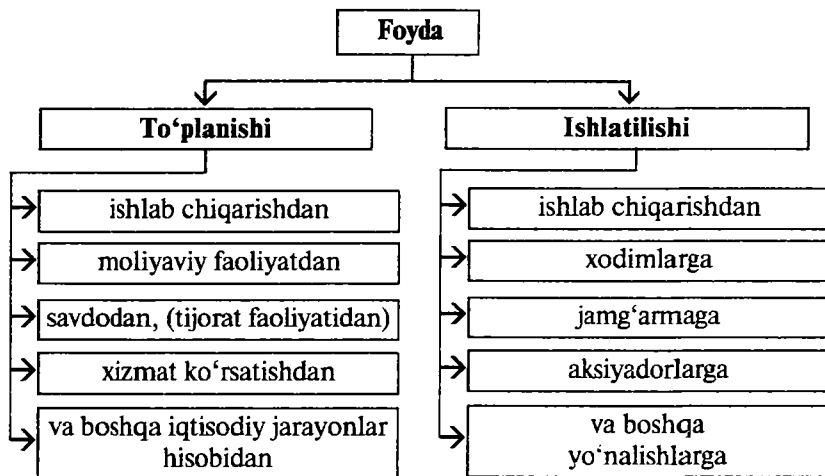 Foyda
To‘planishi
ishlab chiqarishdan
moliyaviy faoliyatdan
savdodan, (tijorat faoliyatidan)
xizmat ko‘rsatishdan
va boshqa iqtisodiy jarayonlar
hisobidan
Ishlatilishi
ishlab chiqarishdan
xodimlarga
jamg‘armaga
aksiyadorlarga
va boshqa
yo‘nalishlarga